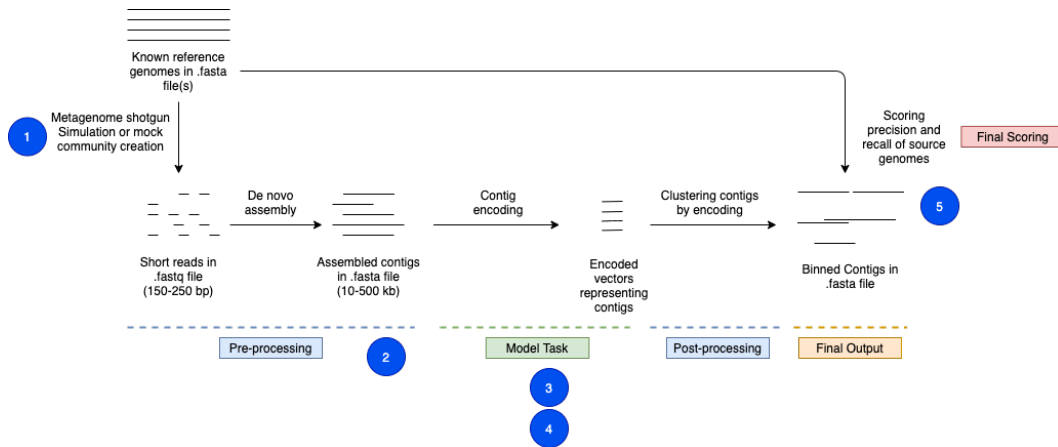 Known reference
genomes in .fasta
file(s)
1
Metagenome shotgun
Simulation or mock
community creation
Scoring
precision and
recall of source
genomes
Final Scoring
De novo
assembly
Contig
encoding
Clustering contigs
by encoding
5
Short reads in
.fastq file
(150-250 bp)
Assembled contigs
in .fasta file
(10-500 kb)
Encoded
vectors
representing
contigs
Binned Contigs in
.fasta file
Pre-processing
2
Model Task
Post-processing
Final Output
3
4